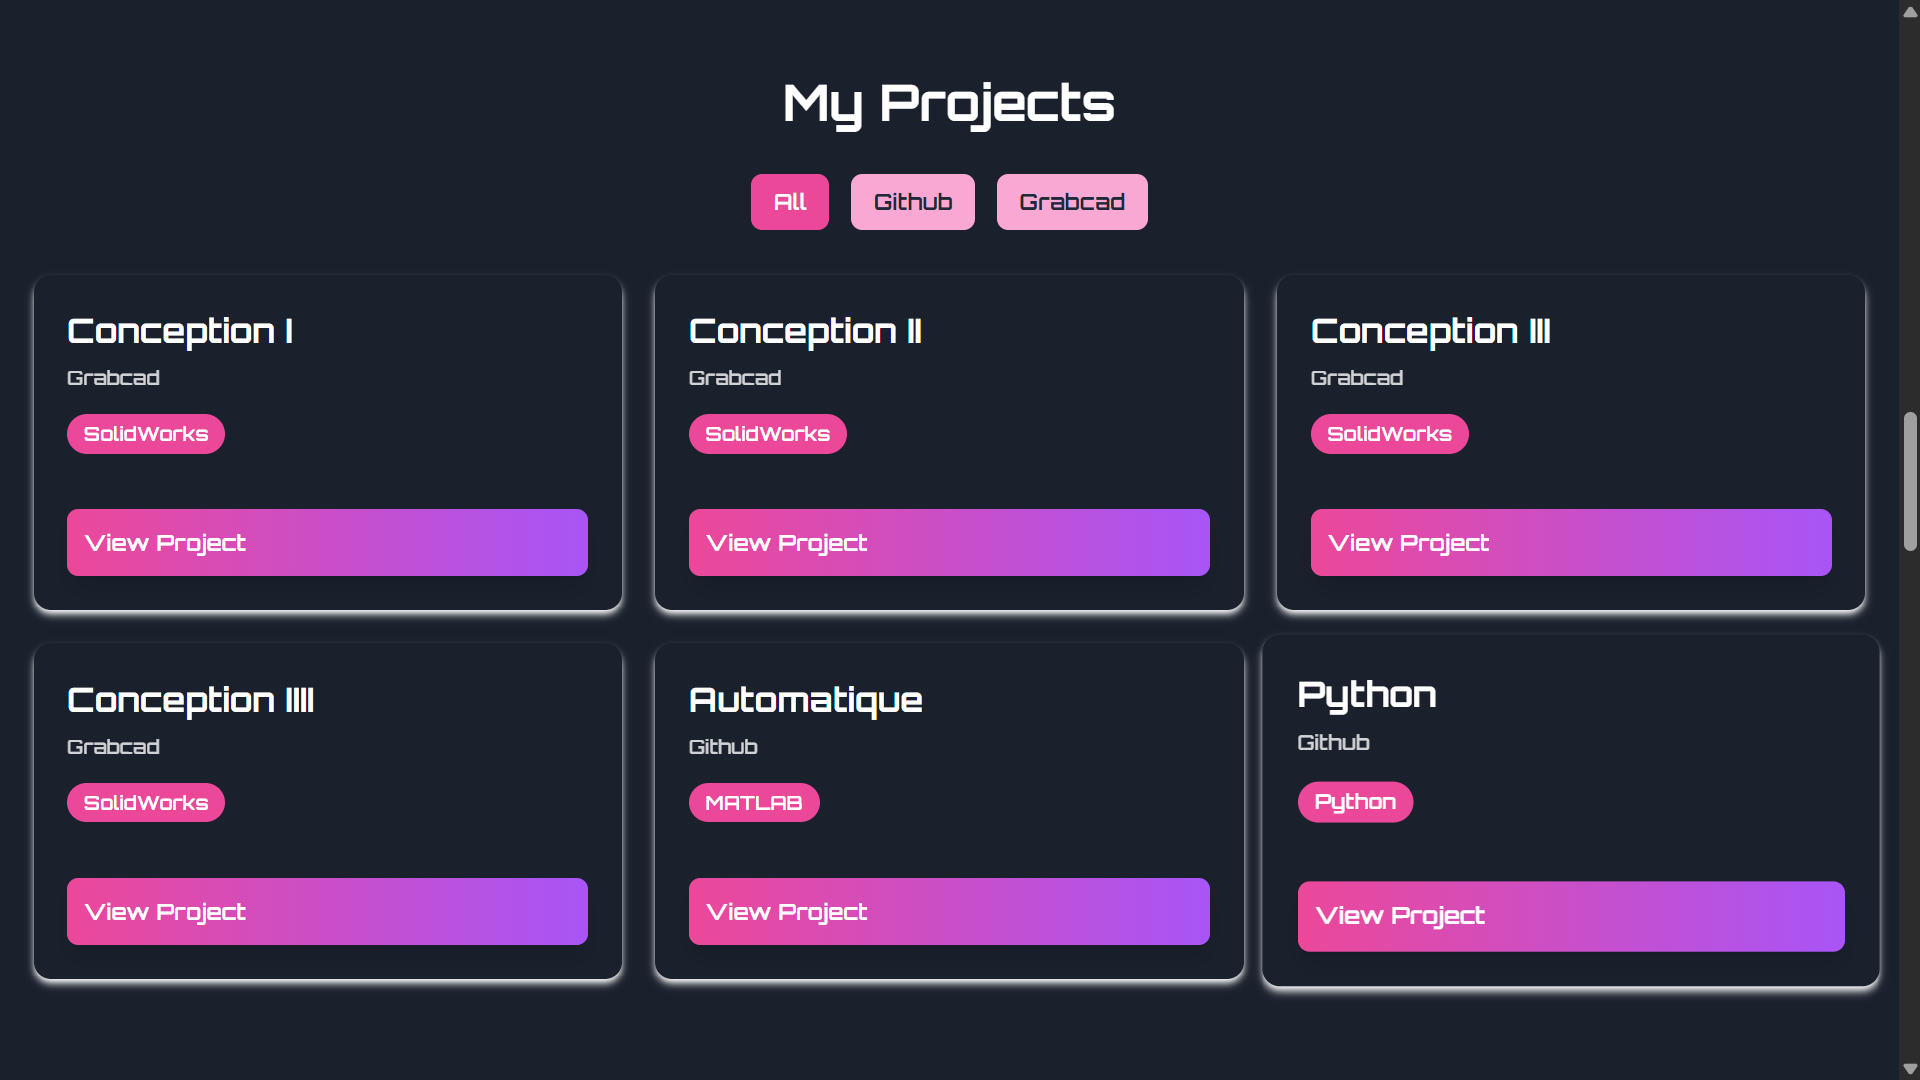 My Projects
All
Github
Grabcad
Conception I
Grabcad
SolidWorks
View Project
Conception II
Grabcad
SolidWorks
View Project
Conception III
Grabcad
SolidWorks
View Project
Conception IIII
Grabcad
SolidWorks
View Project
Automatique
Github
MATLAB
View Project
Python
Github
Python
View Project